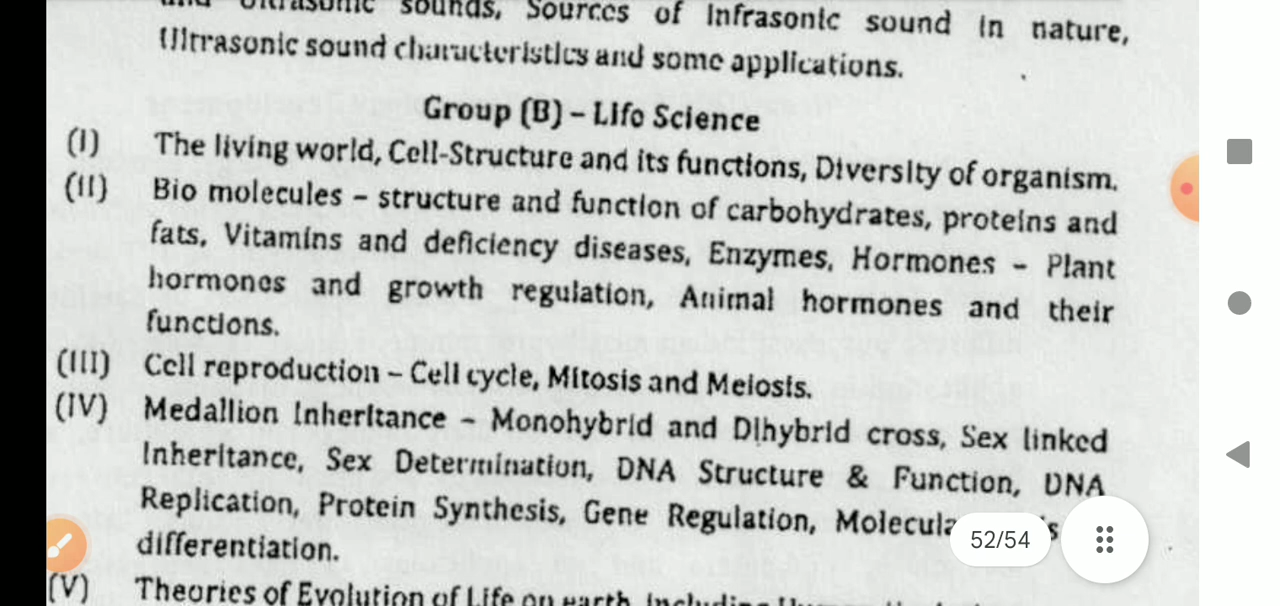 and Ultrasonic sounds, Sources of Infrasonic sound in nature,
Ultrasonic sound characteristics and some applications.
Group (B) – Life Science
(I) The living world, Cell-Structure and its functions, Diversity of organism.
(II) Bio molecules – structure and function of carbohydrates, proteins and
fats, Vitamins and deficiency diseases, Enzymes, Hormones – Plant
hormones and growth regulation, Animal hormones and their
functions.
(III) Cell reproduction – Cell cycle, Mitosis and Meiosis.
(IV) Medallion Inheritance – Monohybrid and Dihybrid cross, Sex linked
Inheritance, Sex Determination, DNA Structure & Function, DNA
Replication, Protein Synthesis, Gene Regulation, Molecula
differentiation.
52/54
(V) Theories of Evolution of Life on earth, including Human